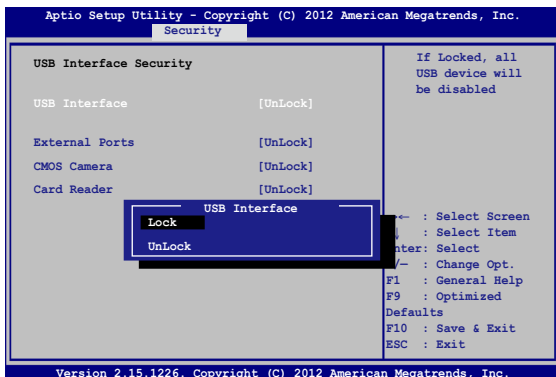 Aptio Setup Utility - Copyright (C) 2012 American Megatrends, Inc.
Security
USB Interface Security
USB Interface [UnLock]
External Ports [UnLock]
CMOS Camera [UnLock]
Card Reader [UnLock]
USB Interface
Lock
UnLock
If Locked, all
USB device will
be disabled
→← : Select Screen
: Select Item
nter: Select
/— : Change Opt.
F1 : General Help
F9 : Optimized
Defaults
F10 : Save & Exit
ESC : Exit
Version 2.15.1226. Copyright (C) 2012 American Megatrends, Inc.